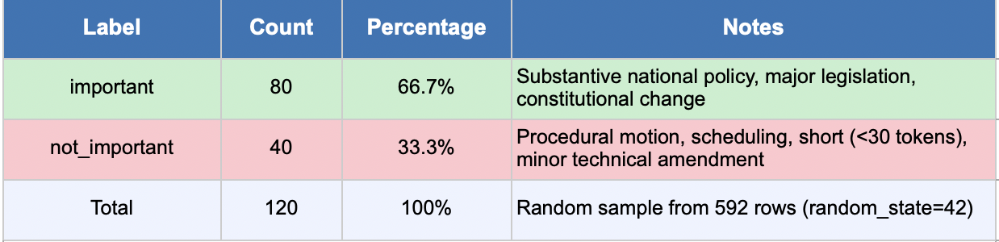 Label Count Percentage Notes
important 80 66.7% Substantive national policy, major legislation,
constitutional change
not_important 40 33.3% Procedural motion, scheduling, short (<30 tokens),
minor technical amendment
Total 120 100% Random sample from 592 rows (random_state=42)